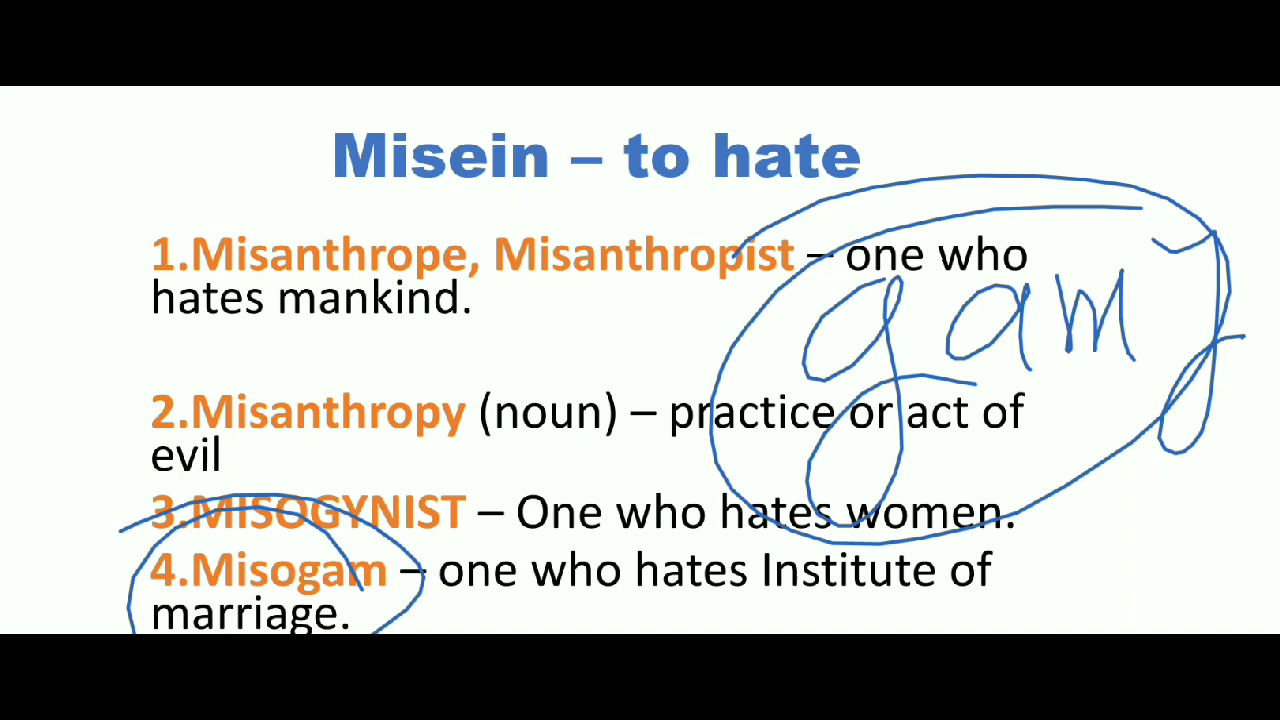 Misein – to hate
1.Misanthrope, Misanthropist – one who
hates mankind.
gamy
2.Misanthropy (noun) – practice or act of
evil
3.MISOGYNIST – One who hates women.
4.Misogam – one who hates Institute of
marriage.